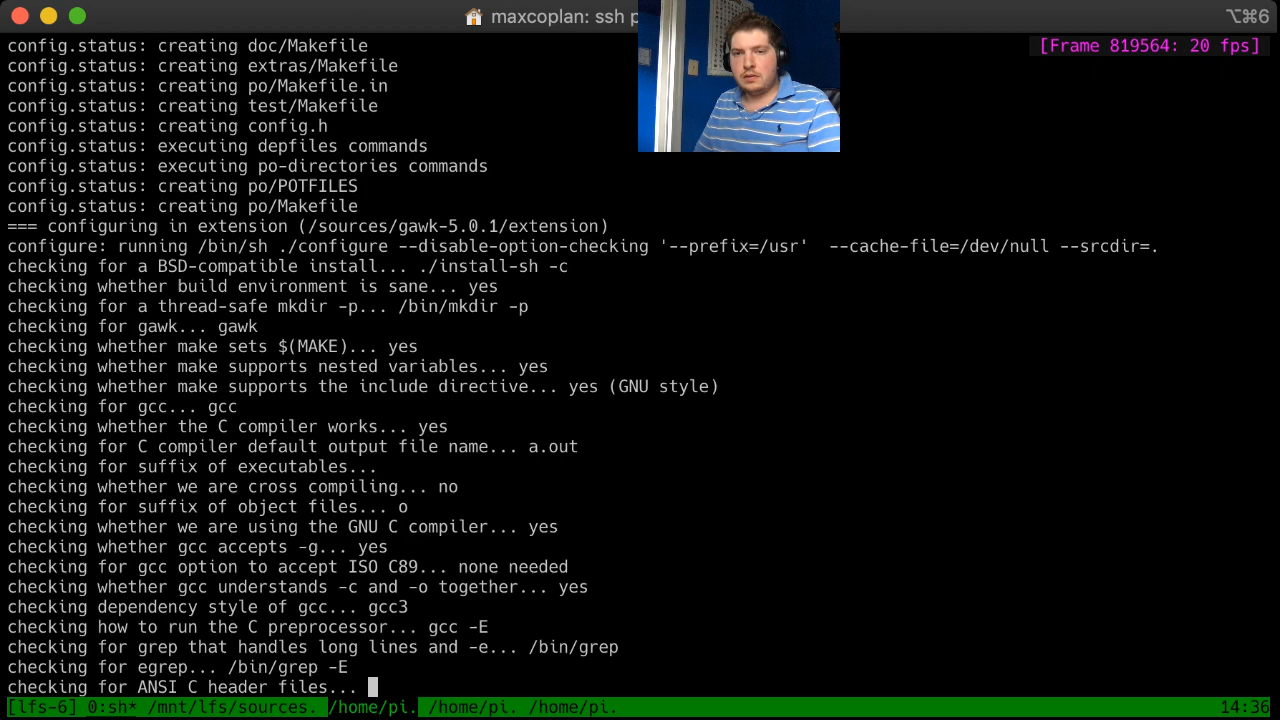 maxcoplan: ssh p
⌥⌘6
config.status: creating doc/Makefile
[Frame 819564: 20 fps]
config.status: creating extras/Makefile
config.status: creating po/Makefile.in
config.status: creating test/Makefile
config.status: creating config.h
config.status: executing depfiles commands
config.status: executing po-directories commands
config.status: creating po/POTFILES
config.status: creating po/Makefile
=== configuring in extension (/sources/gawk-5.0.1/extension)
configure: running /bin/sh ./configure --disable-option-checking '--prefix=/usr'  --cache-file=/dev/null --srcdir=.
checking for a BSD-compatible install... ./install-sh -c
checking whether build environment is sane... yes
checking for a thread-safe mkdir -p... /bin/mkdir -p
checking for gawk... gawk
checking whether make sets $(MAKE)... yes
checking whether make supports nested variables... yes
checking whether make supports the include directive... yes (GNU style)
checking for gcc... gcc
checking whether the C compiler works... yes
checking for C compiler default output file name... a.out
checking for suffix of executables...
checking whether we are cross compiling... no
checking for suffix of object files... o
checking whether we are using the GNU C compiler... yes
checking whether gcc accepts -g... yes
checking for gcc option to accept ISO C89... none needed
checking whether gcc understands -c and -o together... yes
checking dependency style of gcc... gcc3
checking how to run the C preprocessor... gcc -E
checking for grep that handles long lines and -e... /bin/grep
checking for egrep... /bin/grep -E
checking for ANSI C header files...
[lfs-6] 0:sh* /mnt/lfs/sources. /home/pi. /home/pi. /home/pi. 14:36